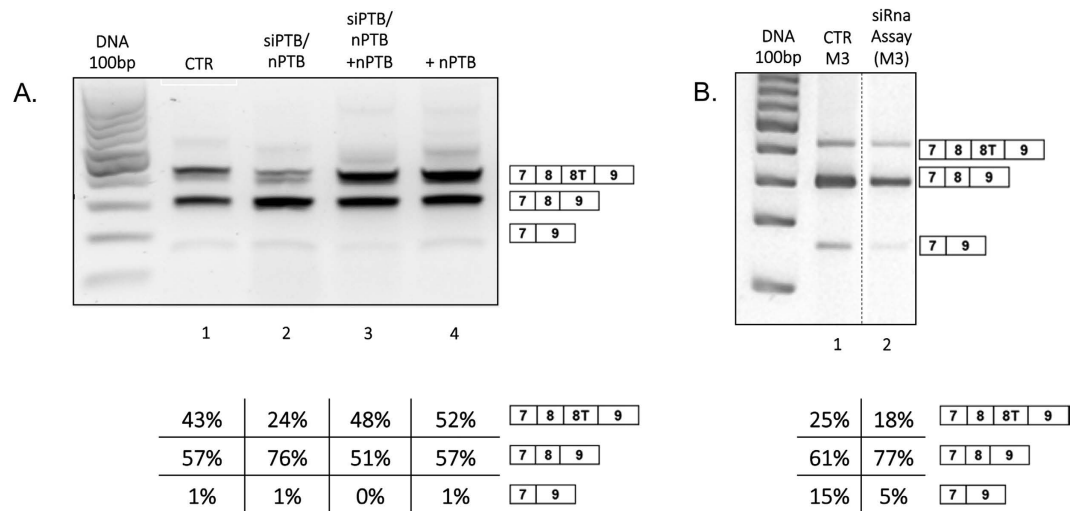 siPTB/
siRna
DNA siPTB/ nPTB DNA CTR Assay
100bp CTR nPTB +nPTB + nPTB 100bp M3 (M3)
A. B.
7 8 8T 9 7 8 8T 9
7 8 9 7 8 9
7 9 7 9
1 2 3 4 1 2
43% 24% 48% 52% 7 8 8T 9 25% 18% 7 8 8T 9
57% 76% 51% 57% 7 8 9 61% 77% 7 8 9
1% 1% 0% 1% 7 9 15% 5% 7 9